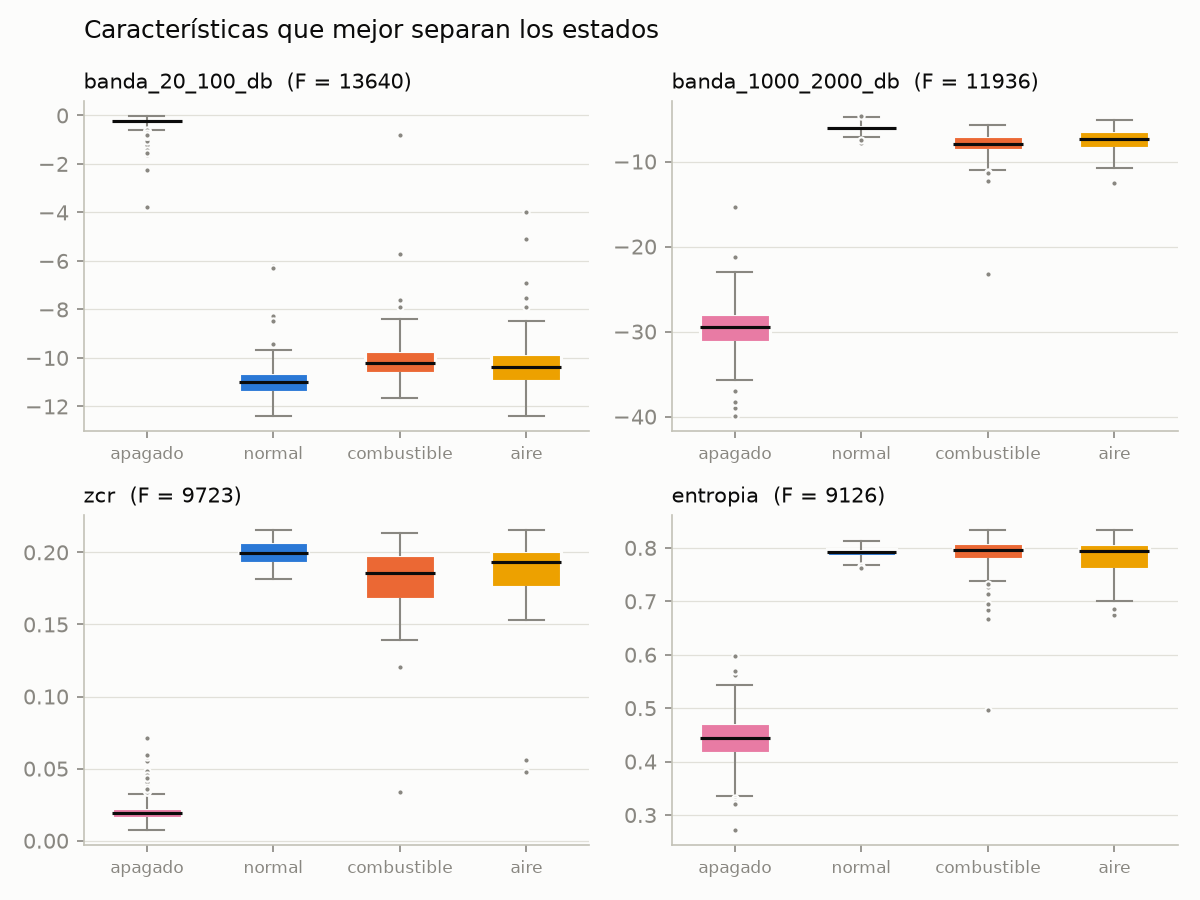 Características que mejor separan los estados
banda_20_100_db (F = 13640)
0
−2
−4
−6
−8
−10
−12
apagado normal combustible aire
banda_1000_2000_db (F = 11936)
−10
−20
−30
−40
apagado normal combustible aire
zcr (F = 9723)
0.20
0.15
0.10
0.05
0.00
apagado normal combustible aire
entropia (F = 9126)
0.8
0.7
0.6
0.5
0.4
0.3
apagado normal combustible aire